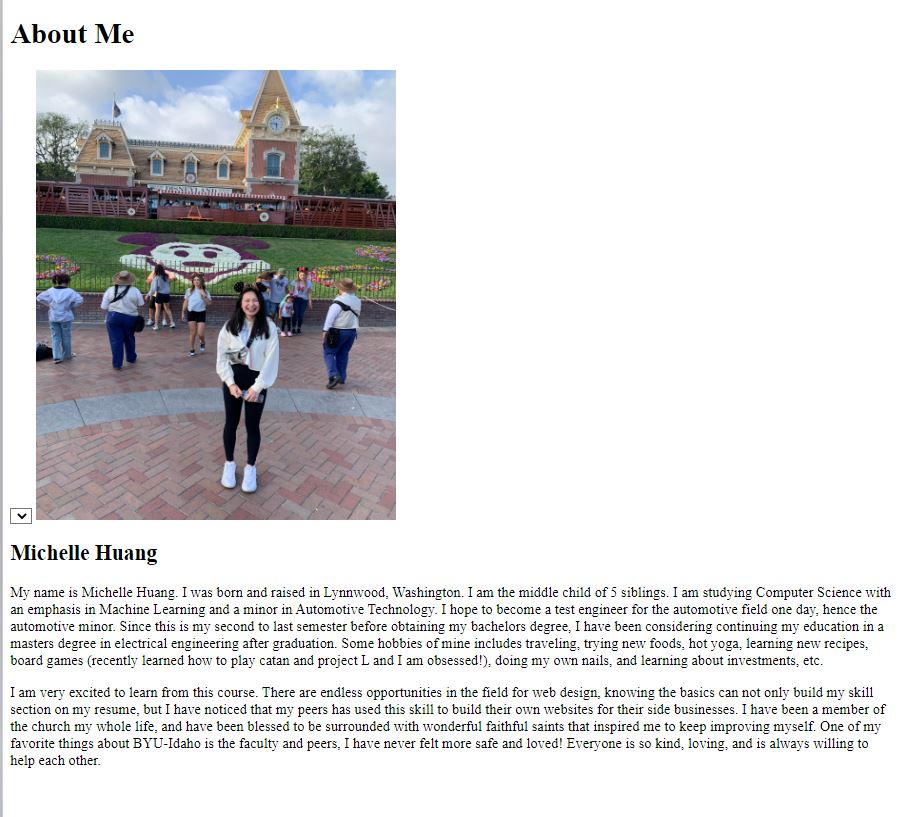 About Me
Michelle Huang
My name is Michelle Huang. I was born and raised in Lynnwood, Washington. I am the middle child of 5 siblings. I am studying Computer Science with
an emphasis in Machine Learning and a minor in Automotive Technology. I hope to become a test engineer for the automotive field one day, hence the
automotive minor. Since this is my second to last semester before obtaining my bachelors degree, I have been considering continuing my education in a
masters degree in electrical engineering after graduation. Some hobbies of mine includes traveling, trying new foods, hot yoga, learning new recipes,
board games (recently learned how to play catan and project L and I am obsessed!), doing my own nails, and learning about investments, etc.
I am very excited to learn from this course. There are endless opportunities in the field for web design, knowing the basics can not only build my skill
section on my resume, but I have noticed that my peers has used this skill to build their own websites for their side businesses. I have been a member of
the church my whole life, and have been blessed to be surrounded with wonderful faithful saints that inspired me to keep improving myself. One of my
favorite things about BYU-Idaho is the faculty and peers, I have never felt more safe and loved! Everyone is so kind, loving, and is always willing to
help each other.